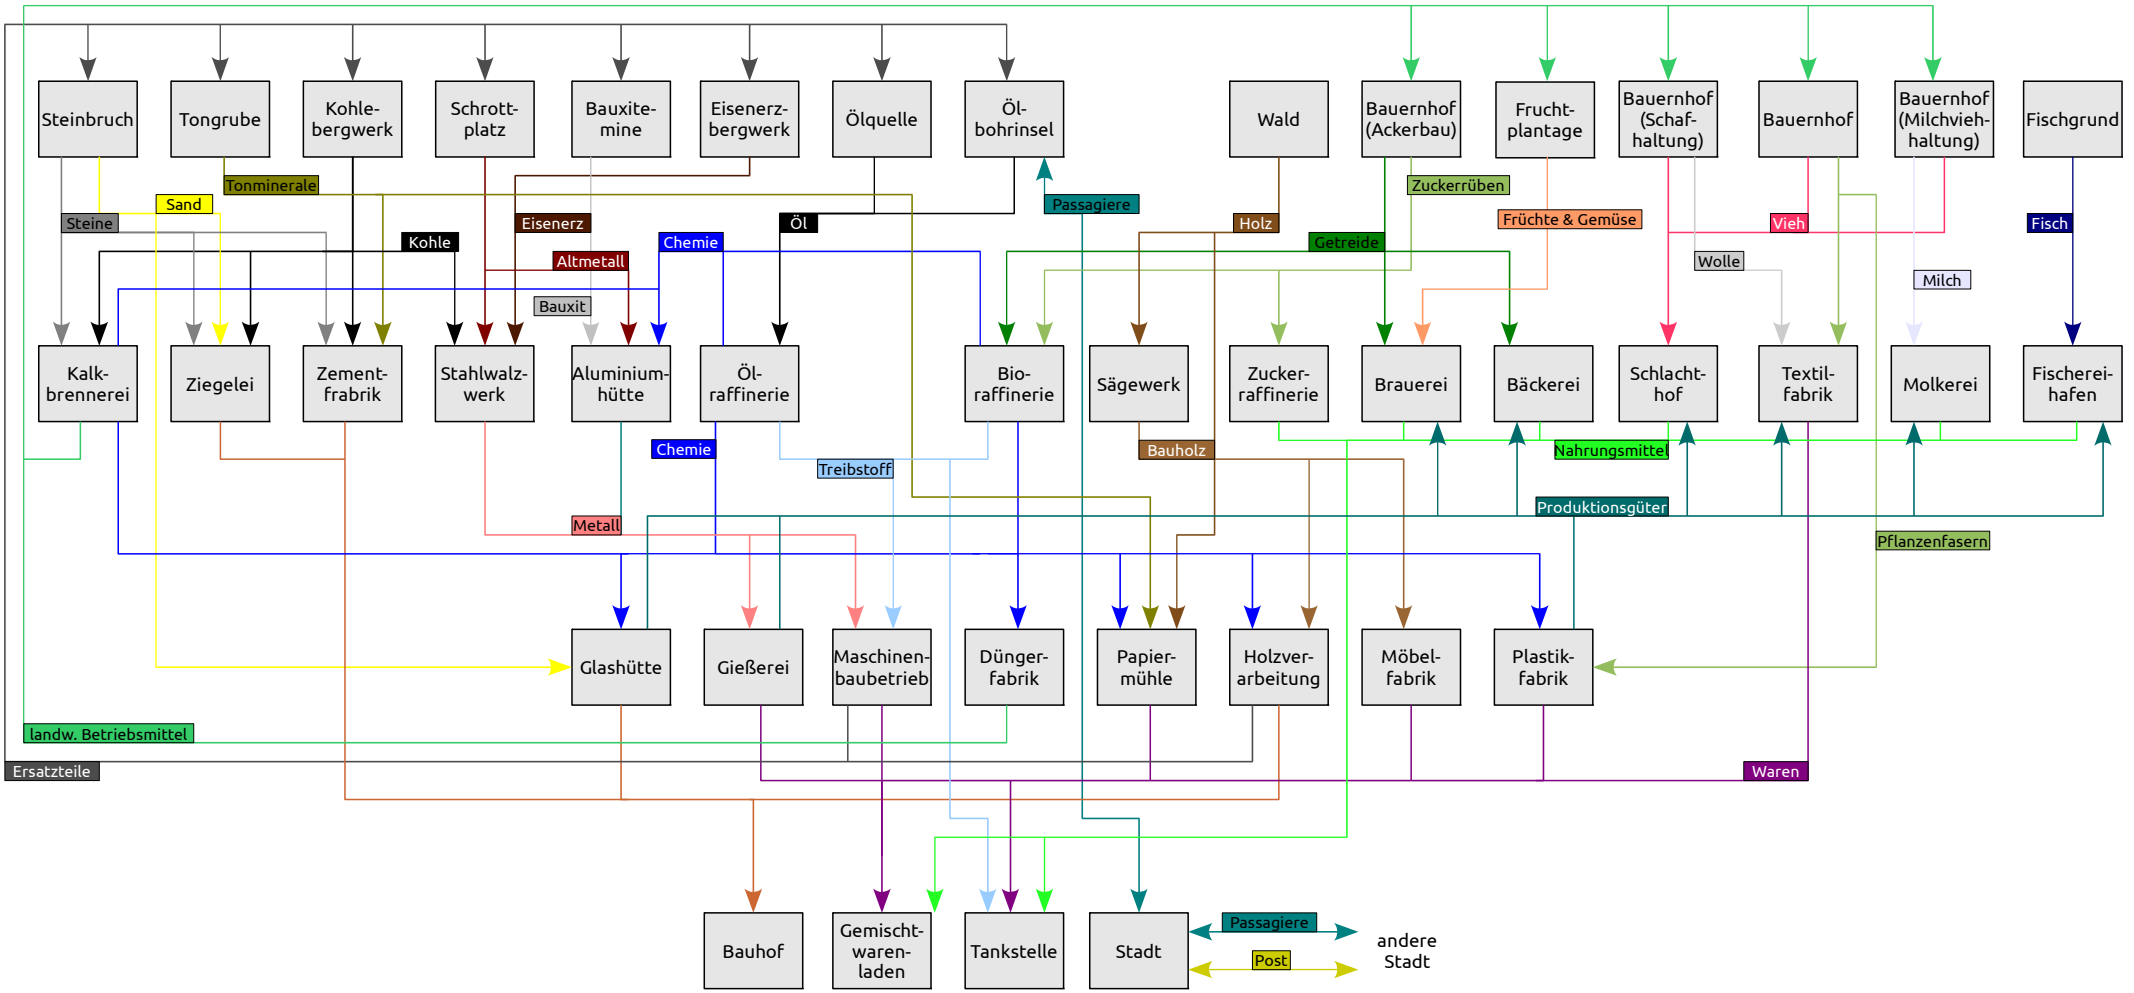 Steinbruch
Tongrube
Kohle-
bergwerk
Schrott-
platz
Bauxite-
mine
Eisenerz-
bergwerk
Ölquelle
Öl-
bohrinsel
Wald
Bauernhof
(Ackerbau)
Frucht-
plantage
Bauernhof
(Schaf-
haltung)
Bauernhof
Bauernhof
(Milchvieh-
haltung)
Fischgrund
Tonminerale
Zuckerrüben
Sand
Passagiere
Steine
Eisenerz
Öl
Holz
Früchte & Gemüse
Vieh
Fisch
Kohle
Chemie
Getreide
Altmetall
Wolle
Milch
Bauxit
Kalk-
brennerei
Ziegelei
Zement-
frabrik
Stahlwalz-
werk
Aluminium-
hütte
Öl-
raffinerie
Bio-
raffinerie
Sägewerk
Zucker-
raffinerie
Brauerei
Bäckerei
Schlacht-
hof
Textil-
fabrik
Molkerei
Fischerei-
hafen
Chemie
Bauholz
Nahrungsmittel
Treibstoff
Produktionsgüter
Metall
Pflanzenfasern
Glashütte
Gießerei
Maschinen-
baubetrieb
Dünger-
fabrik
Papier-
mühle
Holzver-
arbeitung
Möbel-
fabrik
Plastik-
fabrik
landw. Betriebsmittel
Ersatzteile
Waren
Bauhof
Gemischt-
waren-
laden
Tankstelle
Stadt
Passagiere
Post
andere
Stadt